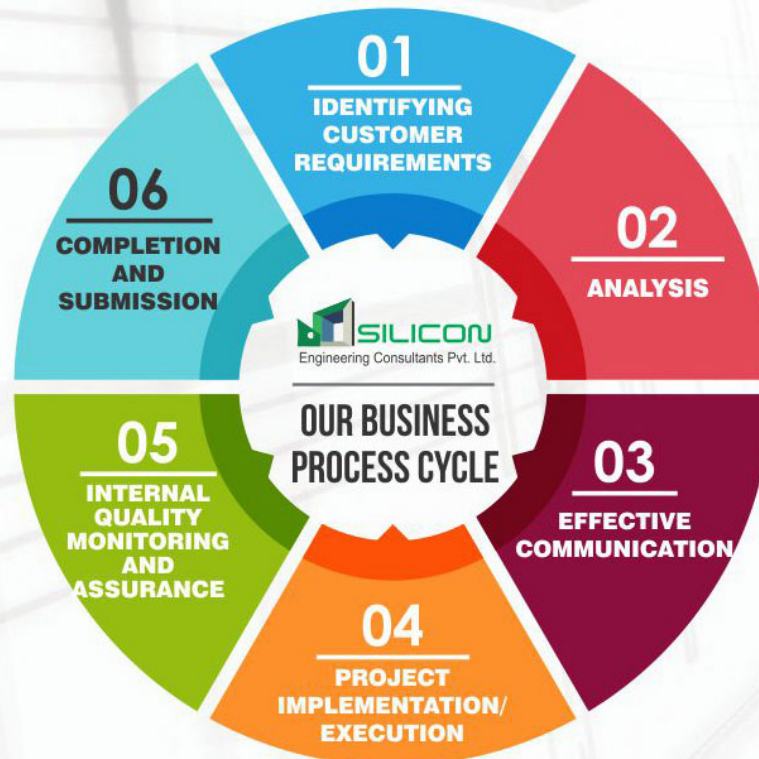 01
IDENTIFYING
CUSTOMER
REQUIREMENTS
02
ANALYSIS
03
EFFECTIVE
COMMUNICATION
04
PROJECT
IMPLEMENTATION/
EXECUTION
05
INTERNAL
QUALITY
MONITORING
AND
ASSURANCE
06
COMPLETION
AND
SUBMISSION
SILICON
Engineering Consultants Pvt. Ltd.
OUR BUSINESS
PROCESS CYCLE